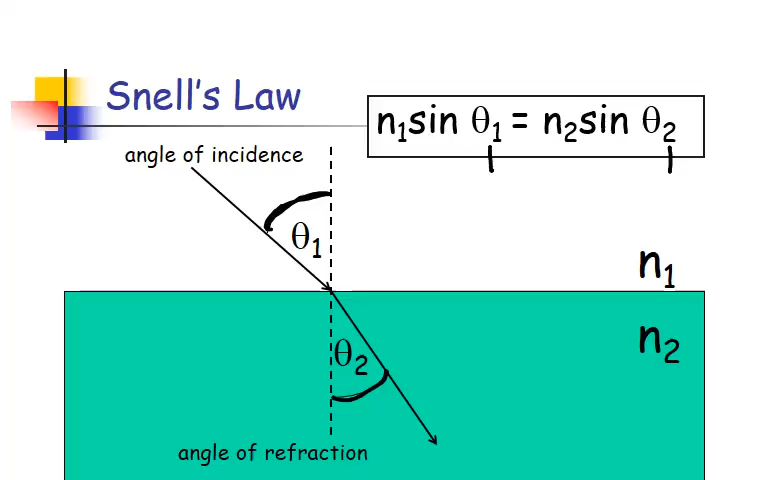 Snell's Law
n₁sin θ₁ = n₂sin θ₂
angle of incidence
θ₁
n₁
n₂
θ₂
angle of refraction